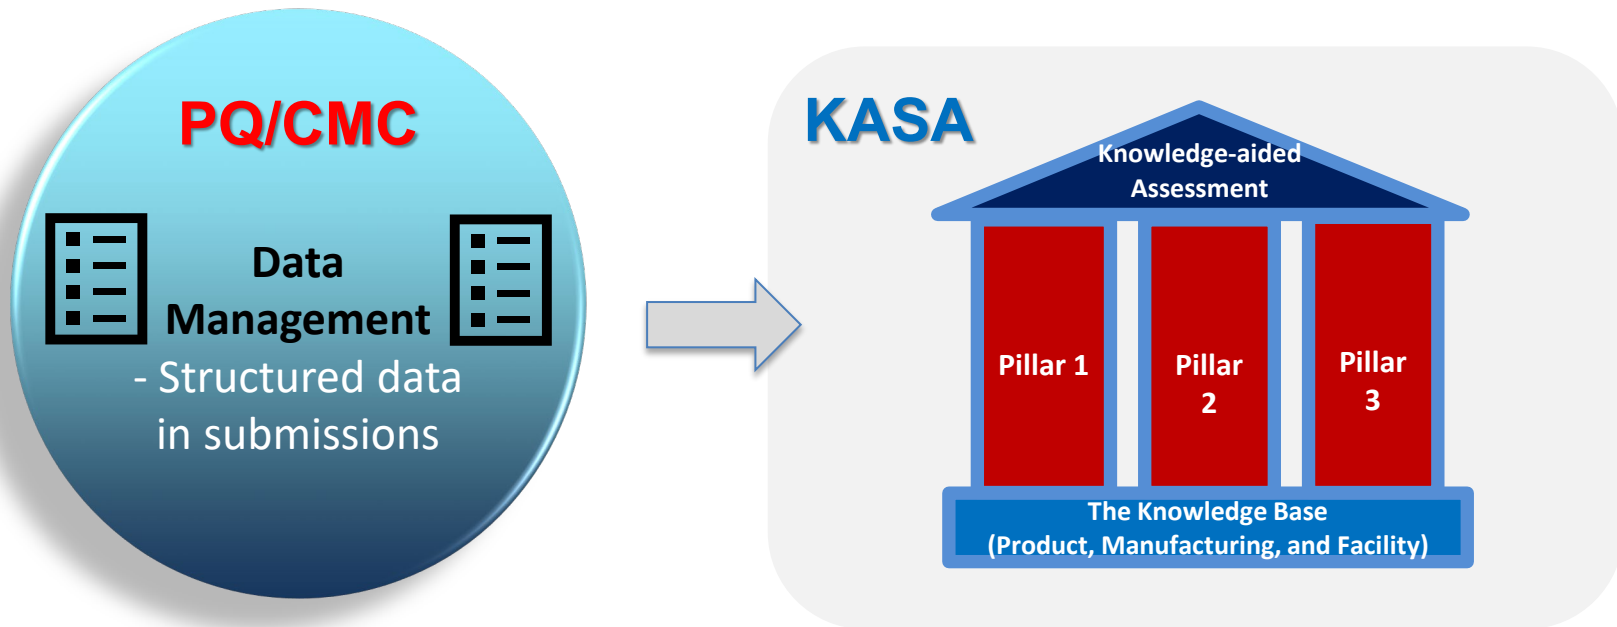 PQ/CMC
Data
Management
- Structured data
in submissions
KASA
Knowledge-aided
Assessment
Pillar 1
Pillar
2
Pillar
3
The Knowledge Base
(Product, Manufacturing, and Facility)